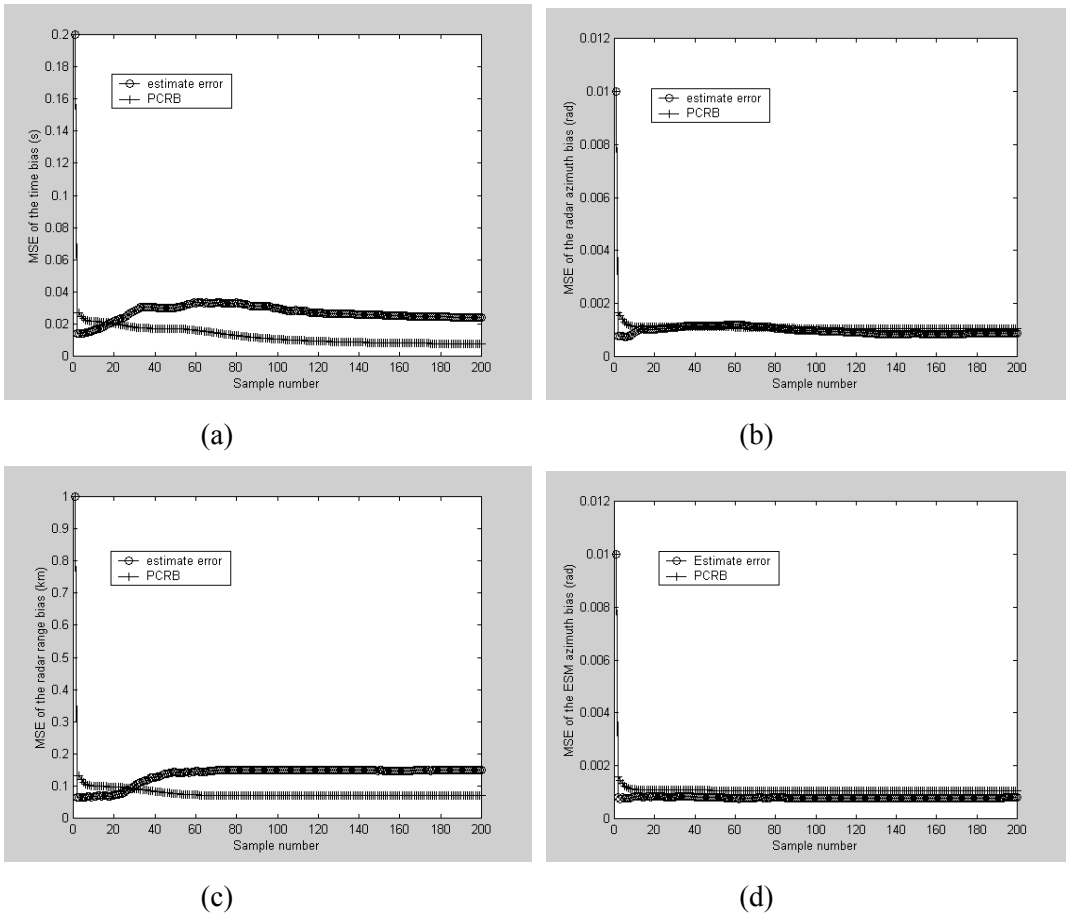 0.2
0.18
0.16
0.14
0.12
0.1
0.08
0.06
0.04
0.02
0
MSE of the time bias (s)
estimate error
PCRB
0 20 40 60 80 100 120 140 160 180 200
Sample number
(a)
0.012
0.01
0.008
0.006
0.004
0.002
0
MSE of the radar azimuth bias (rad)
estimate error
PCRB
0 20 40 60 80 100 120 140 160 180 200
Sample number
(b)
1
0.9
0.8
0.7
0.6
0.5
0.4
0.3
0.2
0.1
0
MSE of the radar range bias (km)
estimate error
PCRB
0 20 40 60 80 100 120 140 160 180 200
Sample number
(c)
0.012
0.01
0.008
0.006
0.004
0.002
0
MSE of the ESM azimuth bias (rad)
Estimate error
PCRB
0 20 40 60 80 100 120 140 160 180 200
Sample number
(d)